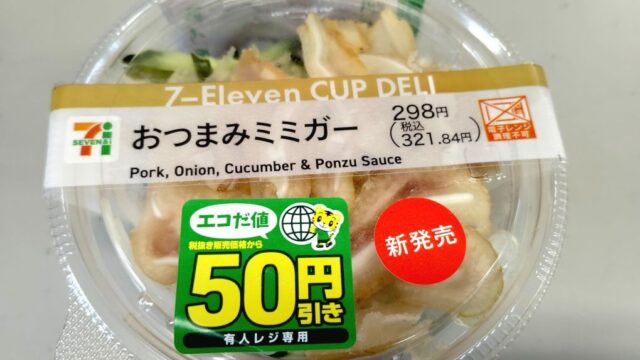 7-Eleven CUP DELI
7 ELEVEN
SEVEN&i
おつまみミミガー
298円
(税込
321.84円)
電子レンジ
調理不可
Pork, Onion, Cucumber & Ponzu Sauce
エコだ値
税抜き販売価格から
50円
引き
有人レジ専用
新発売